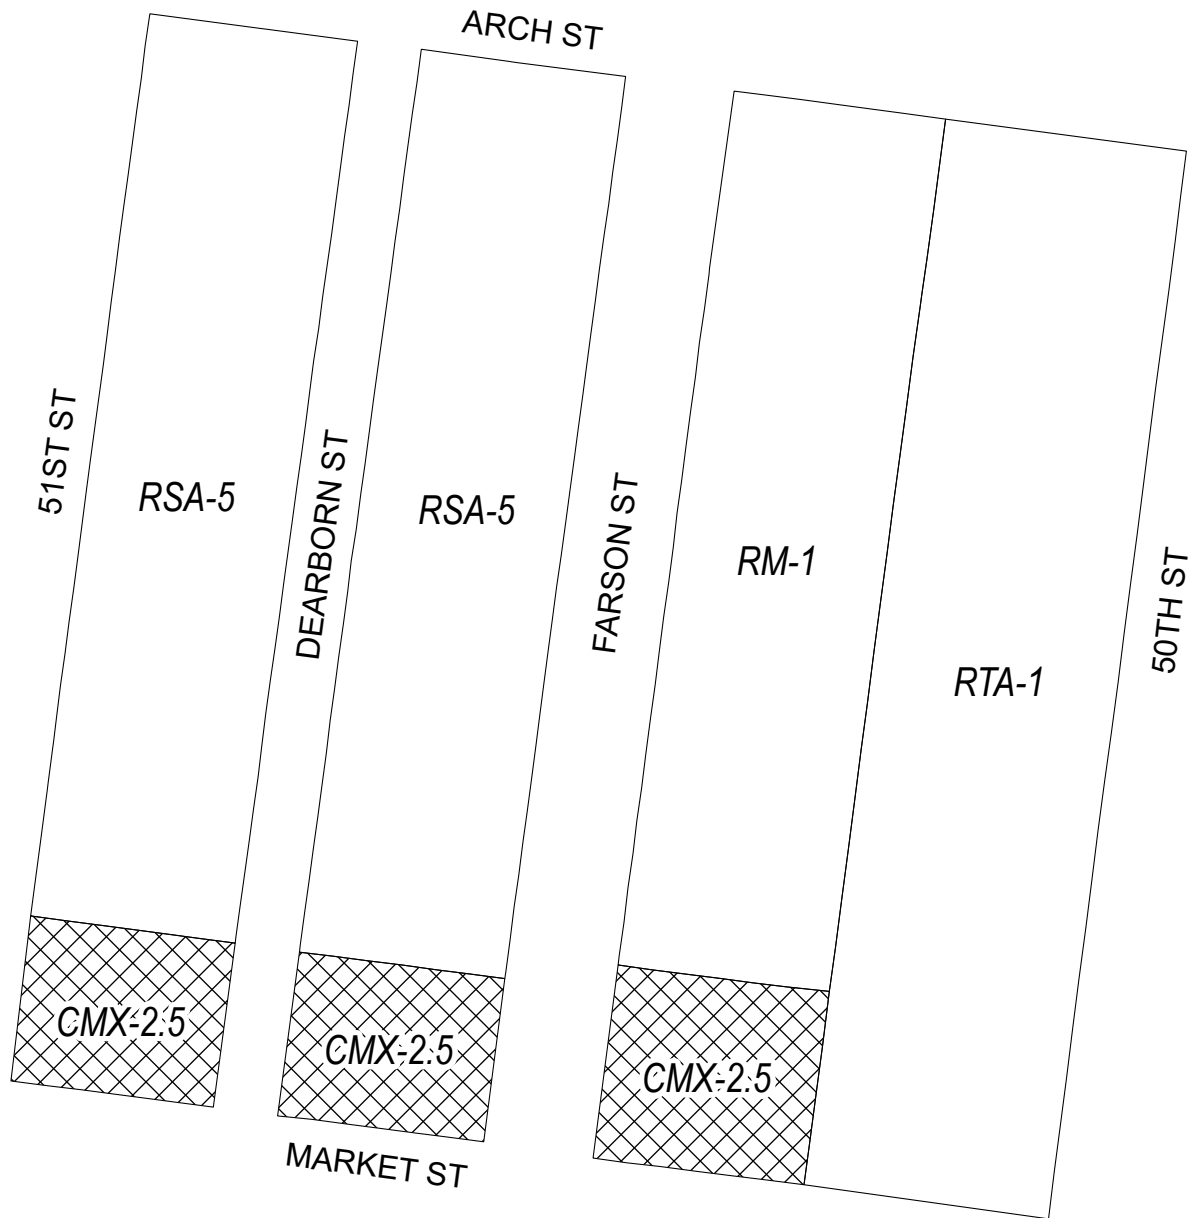 ARCH ST
51ST ST
RSA-5
DEARBORN ST
RSA-5
FARSON ST
RM-1
50TH ST
RTA-1
CMX-2.5
CMX-2.5
CMX-2.5
MARKET ST